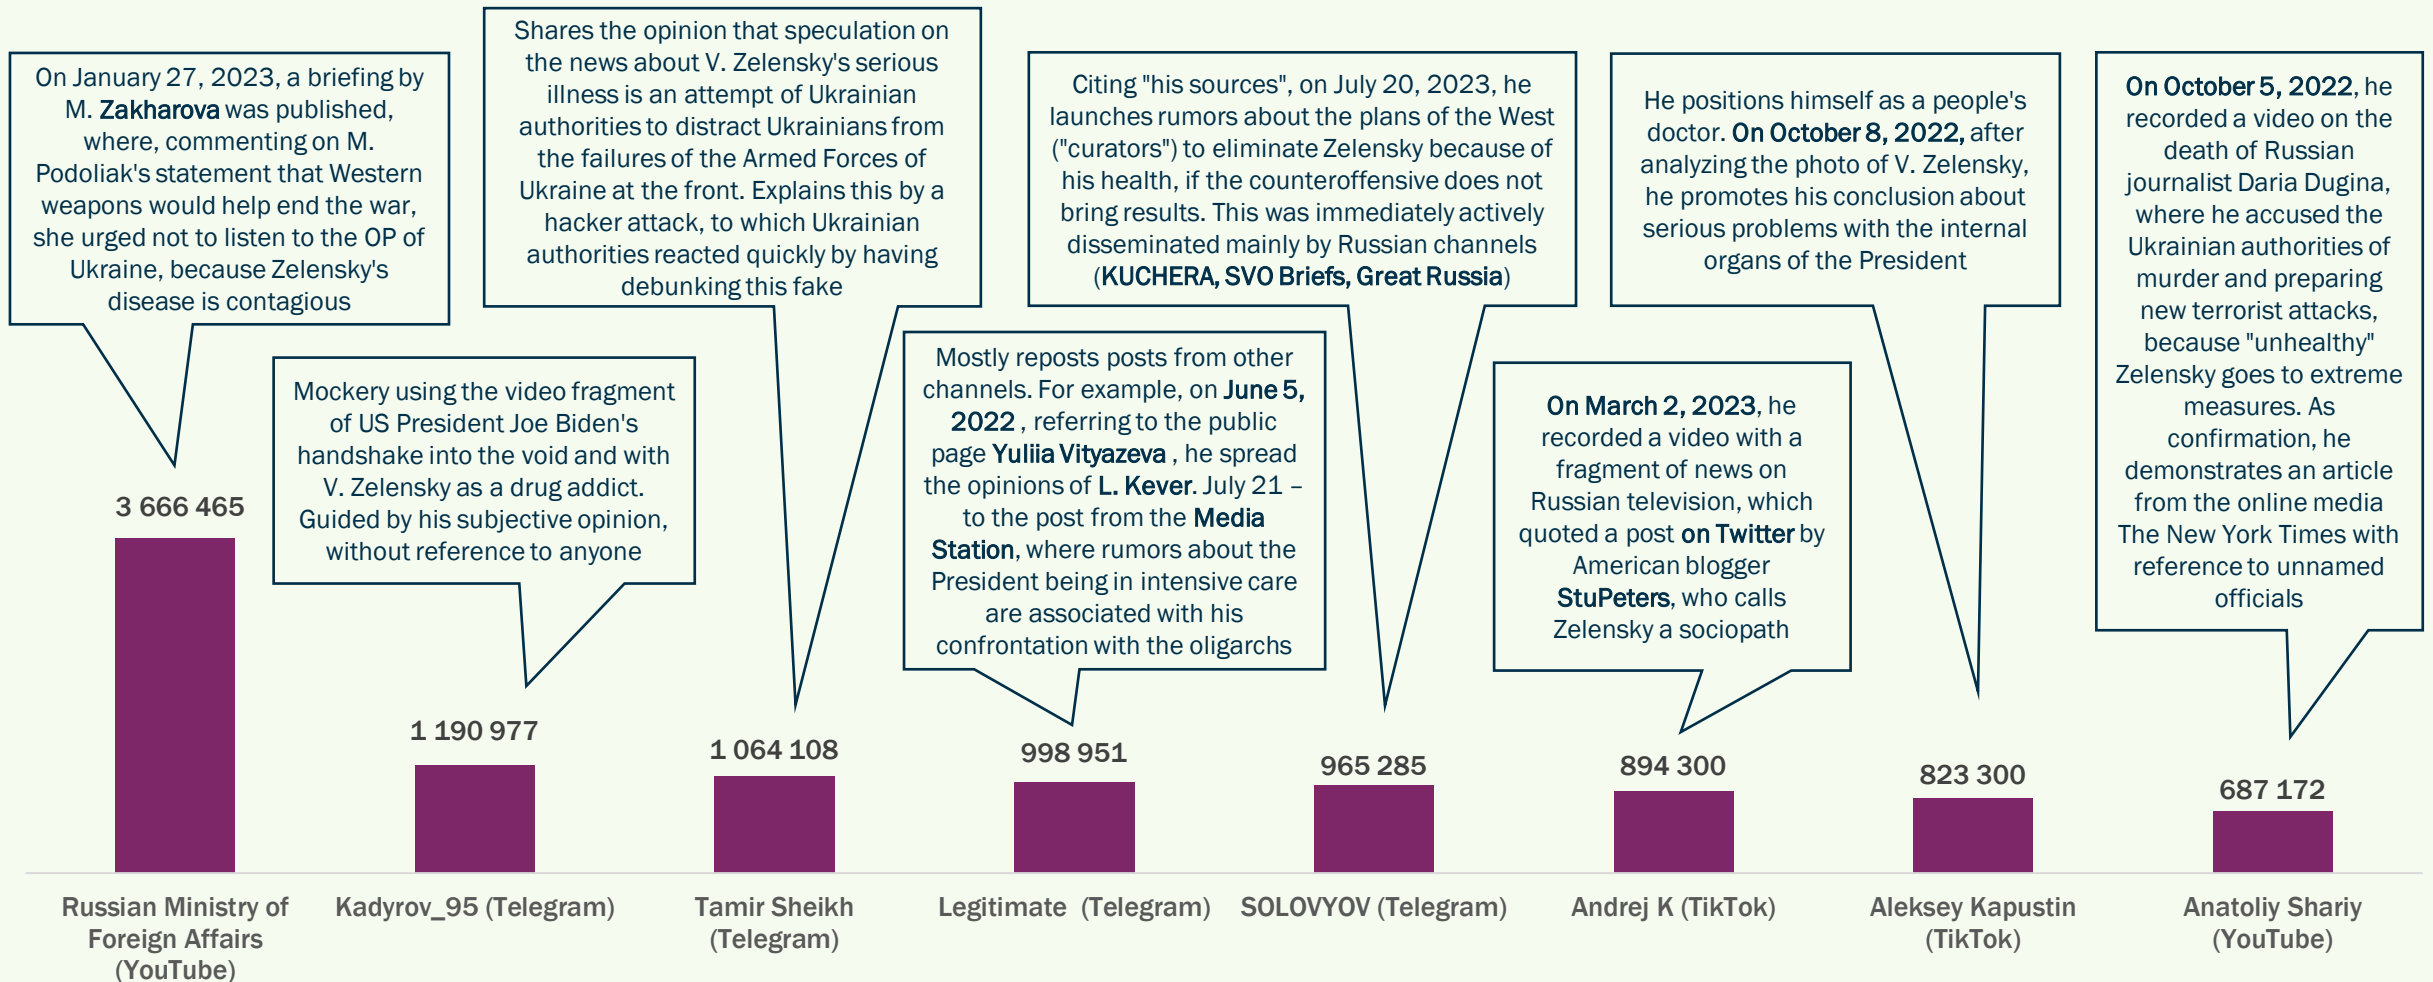 On January 27, 2023, a briefing by
M. Zakharova was published,
where, commenting on M.
Podoliak's statement that Western
weapons would help end the war,
she urged not to listen to the OP of
Ukraine, because Zelensky's
disease is contagious
Mockery using the video fragment
of US President Joe Biden's
handshake into the void and with
V. Zelensky as a drug addict.
Guided by his subjective opinion,
without reference to anyone
Shares the opinion that speculation on
the news about V. Zelensky's serious
illness is an attempt of Ukrainian
authorities to distract Ukrainians from
the failures of the Armed Forces of
Ukraine at the front. Explains this by a
hacker attack, to which Ukrainian
authorities reacted quickly by having
debunking this fake
Mostly reposts posts from other
channels. For example, on June 5,
2022 , referring to the public
page Yuliia Vityazeva , he spread
the opinions of L. Kever. July 21 –
to the post from the Media
Station, where rumors about the
President being in intensive care
are associated with his
confrontation with the oligarchs
Citing "his sources", on July 20, 2023, he
launches rumors about the plans of the West
("curators") to eliminate Zelensky because of
his health, if the counteroffensive does not
bring results. This was immediately actively
disseminated mainly by Russian channels
(KUCHERA, SVO Briefs, Great Russia)
On March 2, 2023, he
recorded a video with a
fragment of news on
Russian television, which
quoted a post on Twitter by
American blogger
StuPeters, who calls
Zelensky a sociopath
He positions himself as a people's
doctor. On October 8, 2022, after
analyzing the photo of V. Zelensky,
he promotes his conclusion about
serious problems with the internal
organs of the President
On October 5, 2022, he
recorded a video on the
death of Russian
journalist Daria Dugina,
where he accused the
Ukrainian authorities of
murder and preparing
new terrorist attacks,
because "unhealthy"
Zelensky goes to extreme
measures. As
confirmation, he
demonstrates an article
from the online media
The New York Times with
reference to unnamed
officials
3 666 465
1 190 977
1 064 108
998 951
965 285
894 300
823 300
687 172
Russian Ministry of
Foreign Affairs
(YouTube)
Kadyrov_95 (Telegram)
Tamir Sheikh
(Telegram)
Legitimate (Telegram)
SOLOVYOV (Telegram)
Andrej K (TikTok)
Aleksey Kapustin
(TikTok)
Anatoliy Shariy
(YouTube)